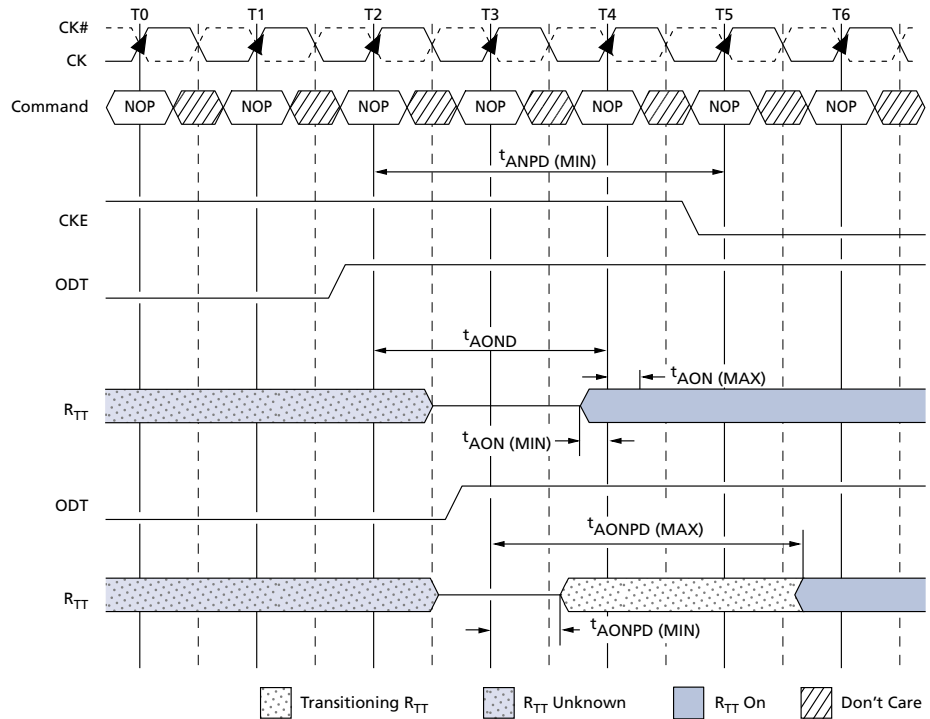 T0 T1 T2 T3 T4 T5 T6
CK#
CK
Command NOP NOP NOP NOP NOP NOP NOP
tANPD (MIN)
CKE
ODT
tAOND
tAON (MAX)
RTT
tAON (MIN)
ODT
tAONPD (MAX)
RTT
tAONPD (MIN)
Transitioning RTT RTT Unknown RTT On Don't Care